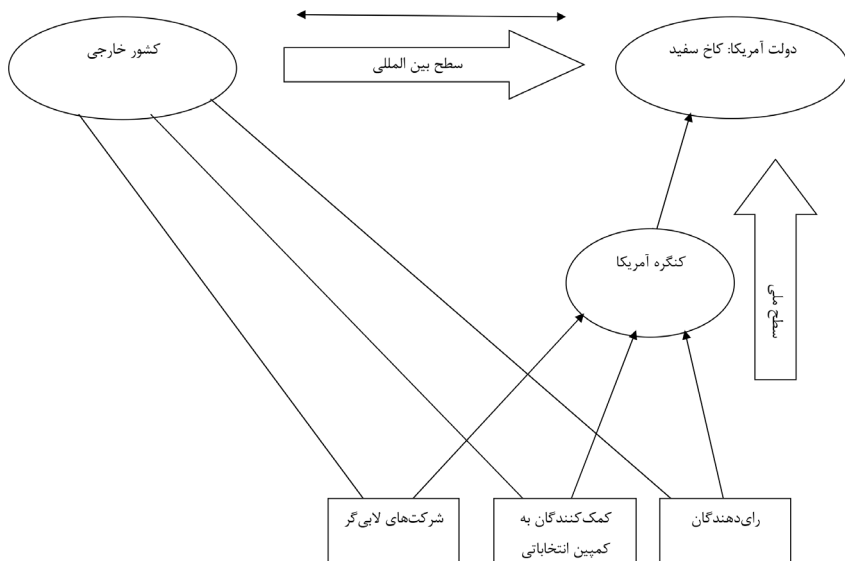 دولت آمریکا: کاخ سفید
سطح بین المللی
کشور خارجی
کنگره آمریکا
سطح ملی
رای‌دهندگان
کمک‌کنندگان به
کمپین انتخاباتی
شرکت‌های لابی‌گر